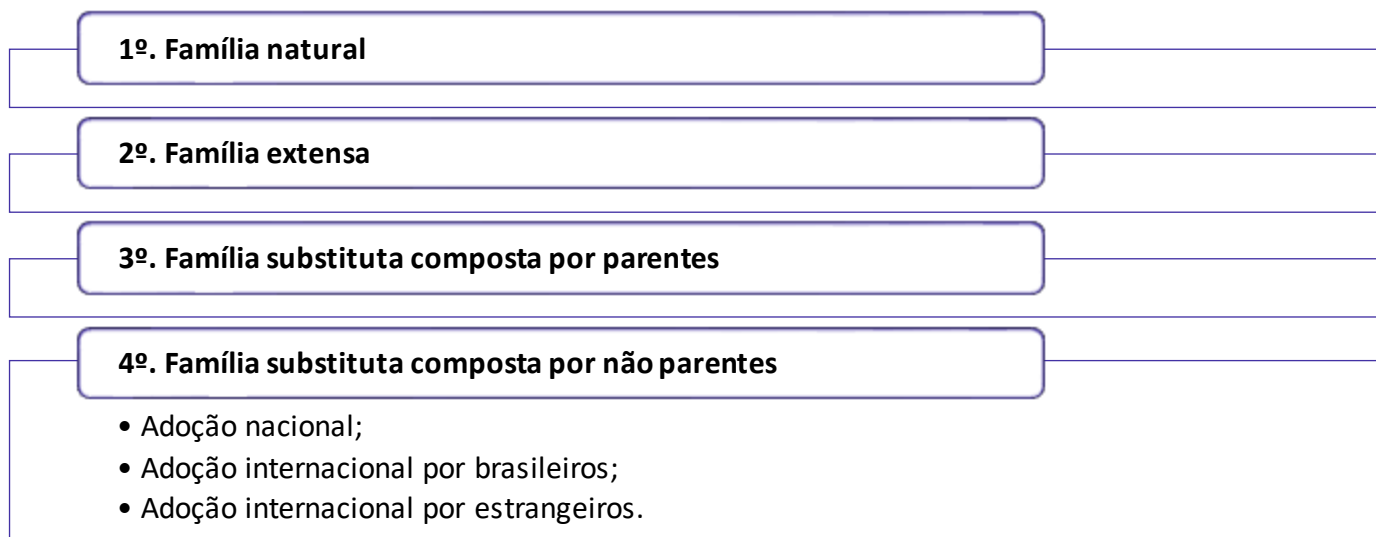 1º. Família natural
2º. Família extensa
3º. Família substituta composta por parentes
4º. Família substituta composta por não parentes
• Adoção nacional;
• Adoção internacional por brasileiros;
• Adoção internacional por estrangeiros.